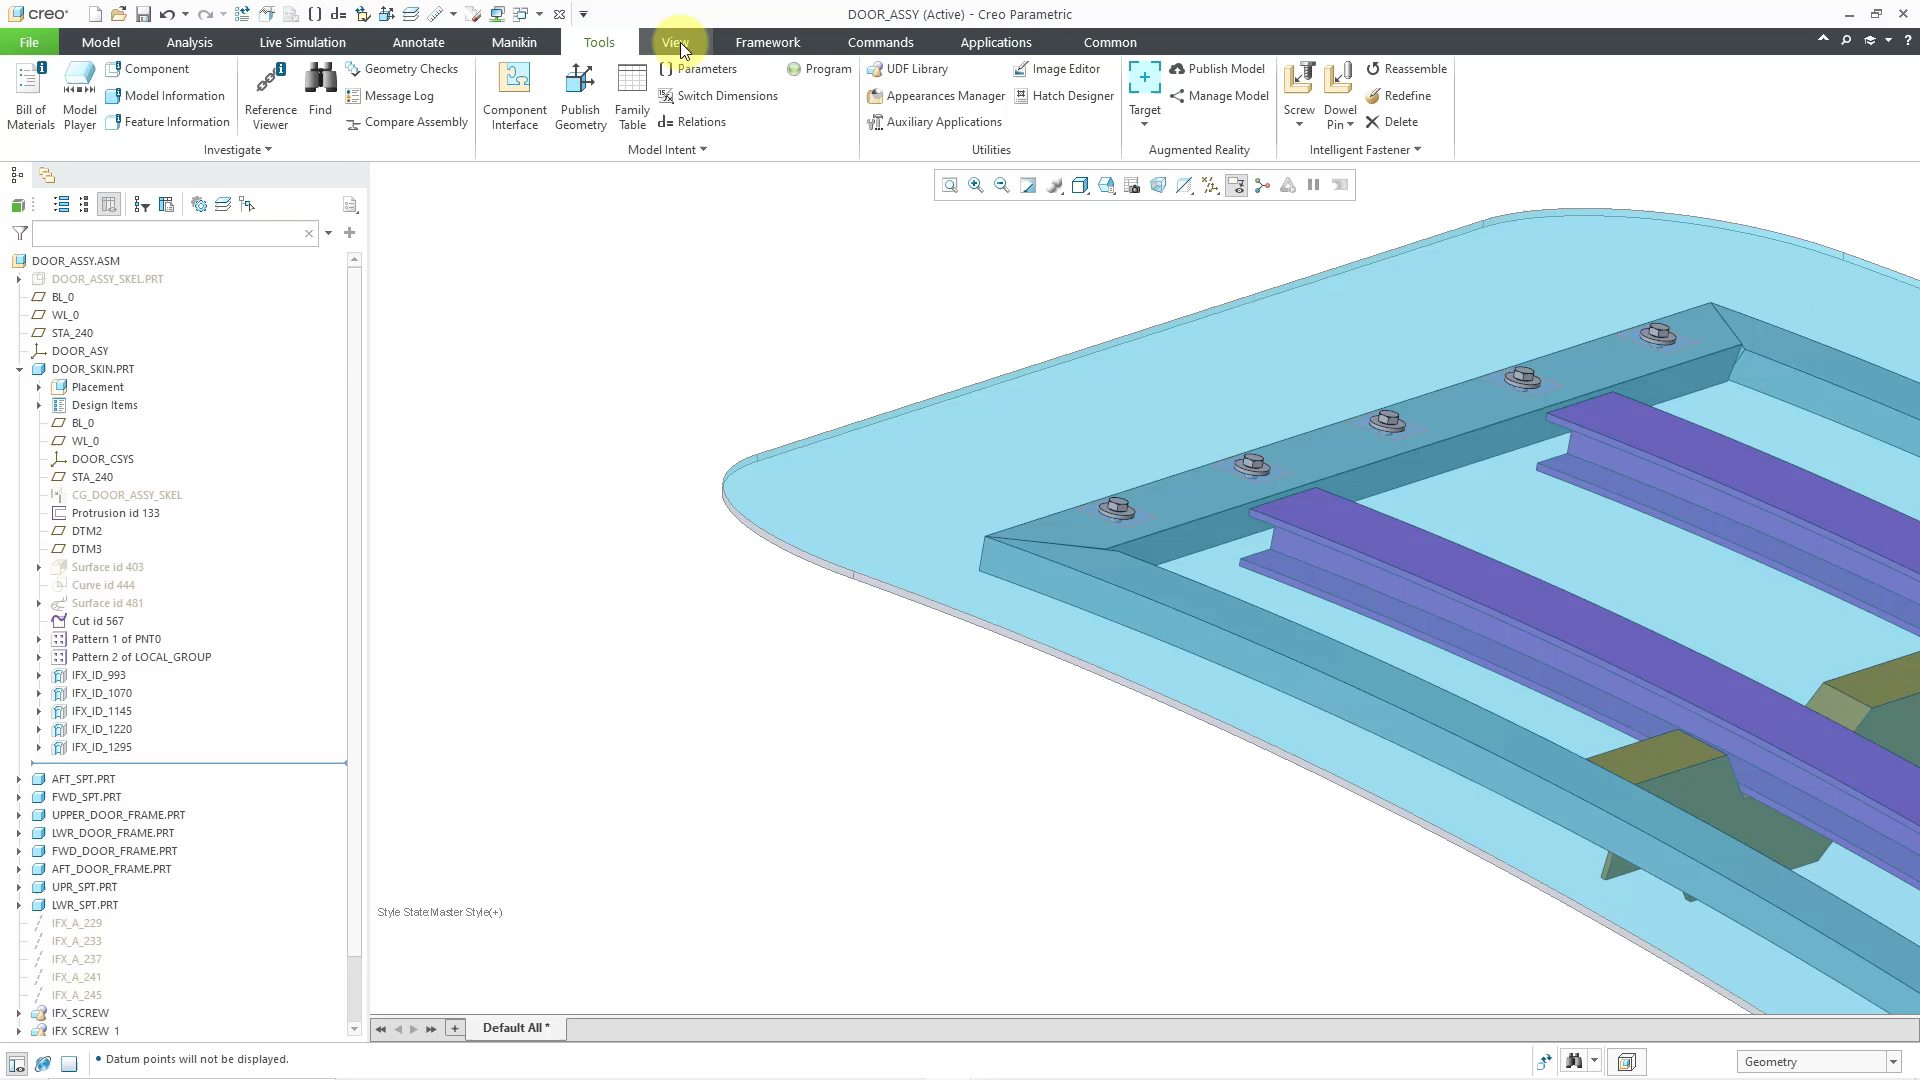 creo
DOOR_ASSY (Active) - Creo Parametric
File
Model
Analysis
Live Simulation
Annotate
Manikin
Tools
View
Framework
Commands
Applications
Common
Bill of
Materials
Model
Player
Component
Model Information
Feature Information
Reference
Viewer
Find
Geometry Checks
Message Log
Compare Assembly
Investigate
Component
Interface
Publish
Geometry
Family
Table
Parameters
Switch Dimensions
d= Relations
Program
Model Intent
UDF Library
Appearances Manager
Auxiliary Applications
Image Editor
Hatch Designer
Utilities
Target
Publish Model
Manage Model
Augmented Reality
Screw
Dowel
Pin
Reassemble
Redefine
Delete
Intelligent Fastener
DOOR_ASSY.ASM
DOOR_ASSY_SKEL.PRT
BL_0
WL_0
STA_240
DOOR_ASY
DOOR_SKIN.PRT
Placement
Design Items
BL_0
WL_0
DOOR_CSYS
STA_240
CG_DOOR_ASSY_SKEL
Protrusion id 133
DTM2
DTM3
Surface id 403
Curve id 444
Surface id 481
Cut id 567
Pattern 1 of PNT0
Pattern 2 of LOCAL_GROUP
IFX_ID_993
IFX_ID_1070
IFX_ID_1145
IFX_ID_1220
IFX_ID_1295
AFT_SPT.PRT
FWD_SPT.PRT
UPPER_DOOR_FRAME.PRT
LWR_DOOR_FRAME.PRT
FWD_DOOR_FRAME.PRT
AFT_DOOR_FRAME.PRT
UPR_SPT.PRT
LWR_SPT.PRT
IFX_A_229
IFX_A_233
IFX_A_237
IFX_A_241
IFX_A_245
IFX_SCREW
IFX_SCREW_1
Style State:Master Style(+)
Default All *
• Datum points will not be displayed.
Geometry